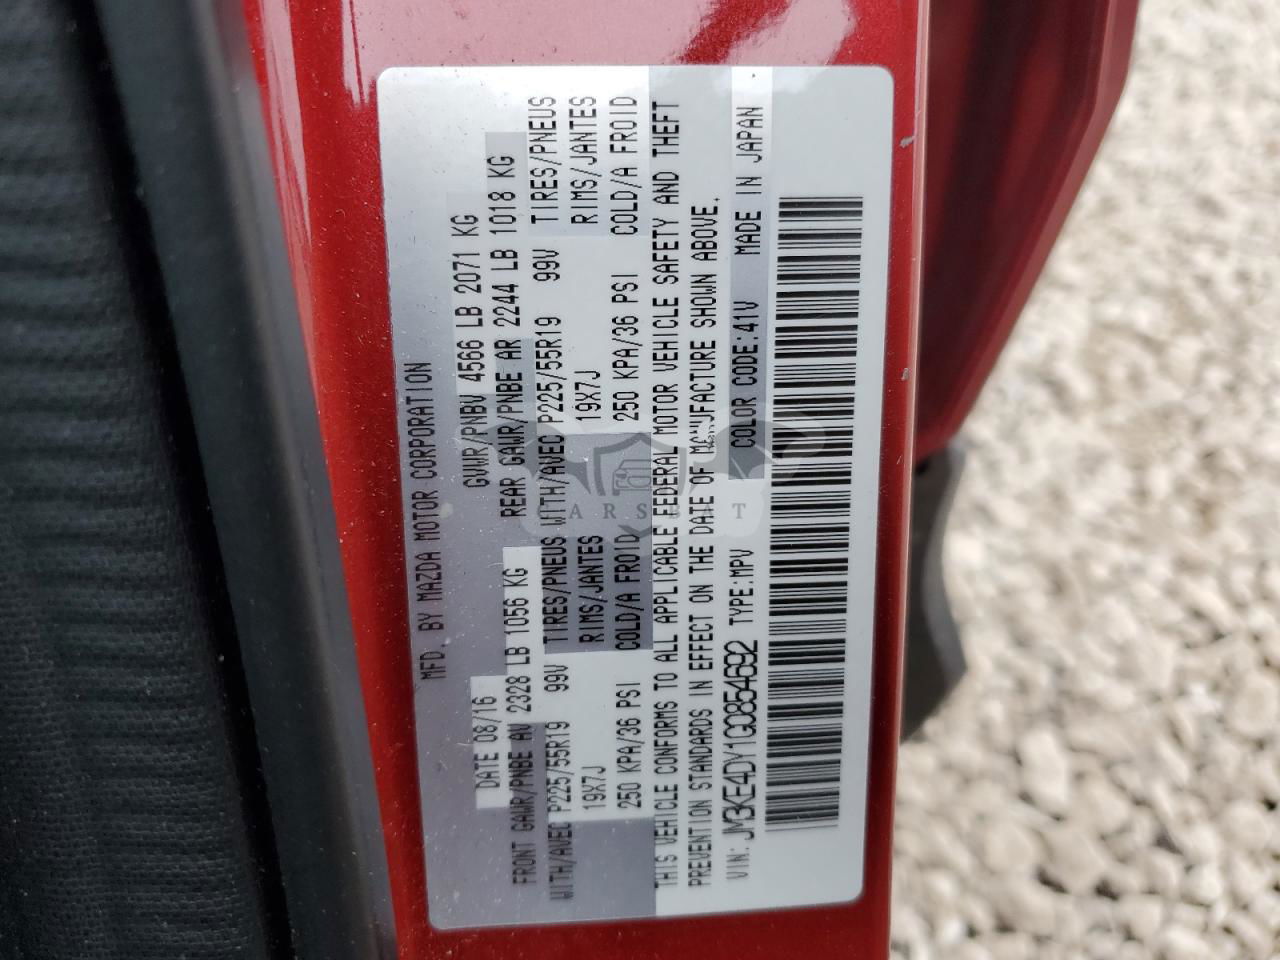 MFD. BY MAZDA MOTOR CORPORATION
DATE 08/16 GVWR/PNBV 4566 LB 2071 KG
FRONT GAWR/PNBE AV 2328 LB 1056 KG REAR GAWR/PNBE AR 2244 LB 1018 KG
WITH/AVEC P225/55R19 99V TIRES/PNEUS WITH/AVEC P225/55R19 99V TIRES/PNEUS
19X7J RIMS/JANTES 19X7J RIMS/JANTES
250 KPA/36 PSI COLD/A FROID 250 KPA/36 PSI COLD/A FROID
THIS VEHICLE CONFORMS TO ALL APPLICABLE FEDERAL MOTOR VEHICLE SAFETY AND THEFT
PREVENTION STANDARDS IN EFFECT ON THE DATE OF MANUFACTURE SHOWN ABOVE.
VIN: JM3KE4DY1G0854692 TYPE:MPV COLOR CODE:41V MADE IN JAPAN
CARSBAT